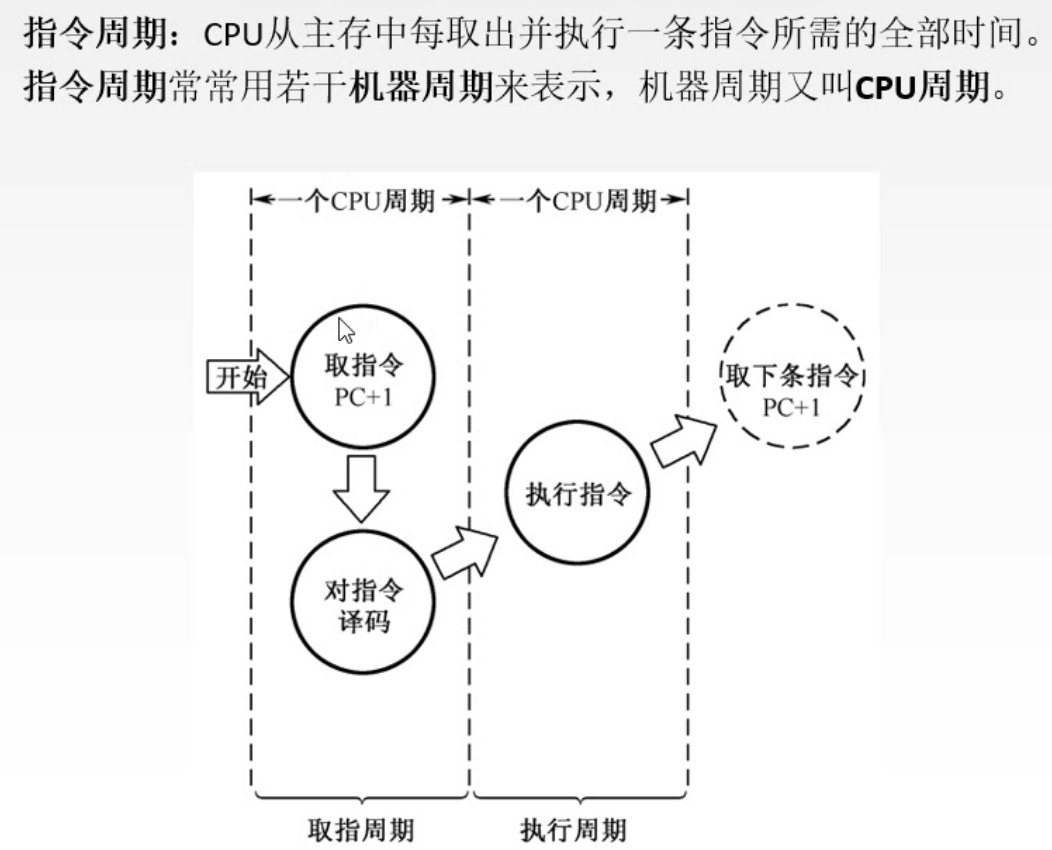 指令周期：CPU从主存中每取出并执行一条指令所需的全部时间。
指令周期常常用若干机器周期来表示，机器周期又叫CPU周期。
一个CPU周期
一个CPU周期
开始
取指令
PC+1
对指令
译码
执行指令
取下条指令
PC+1
取指周期
执行周期